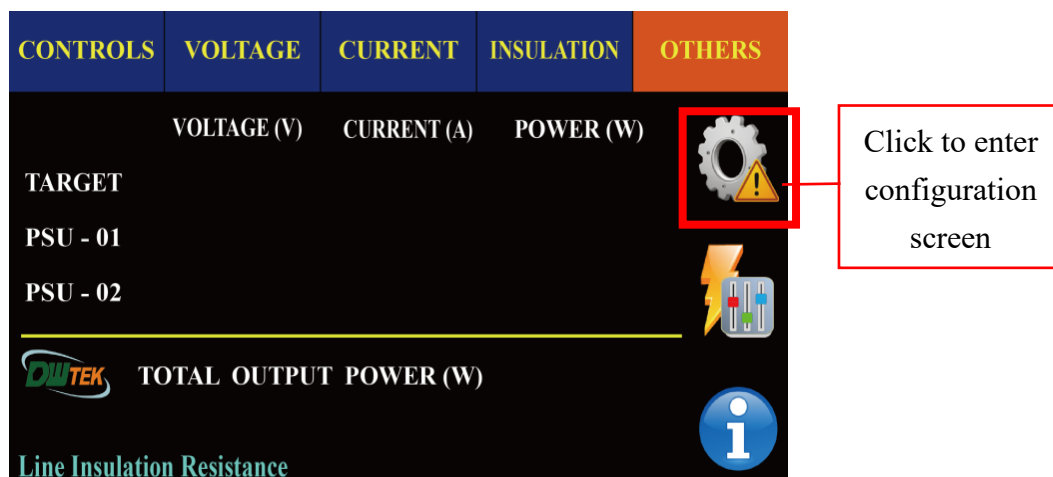 CONTROLS VOLTAGE CURRENT INSULATION OTHERS
VOLTAGE (V) CURRENT (A) POWER (W)
TARGET
PSU - 01
PSU - 02
DWTEK TOTAL OUTPUT POWER (W)
Line Insulation Resistance
Click to enter
configuration
screen